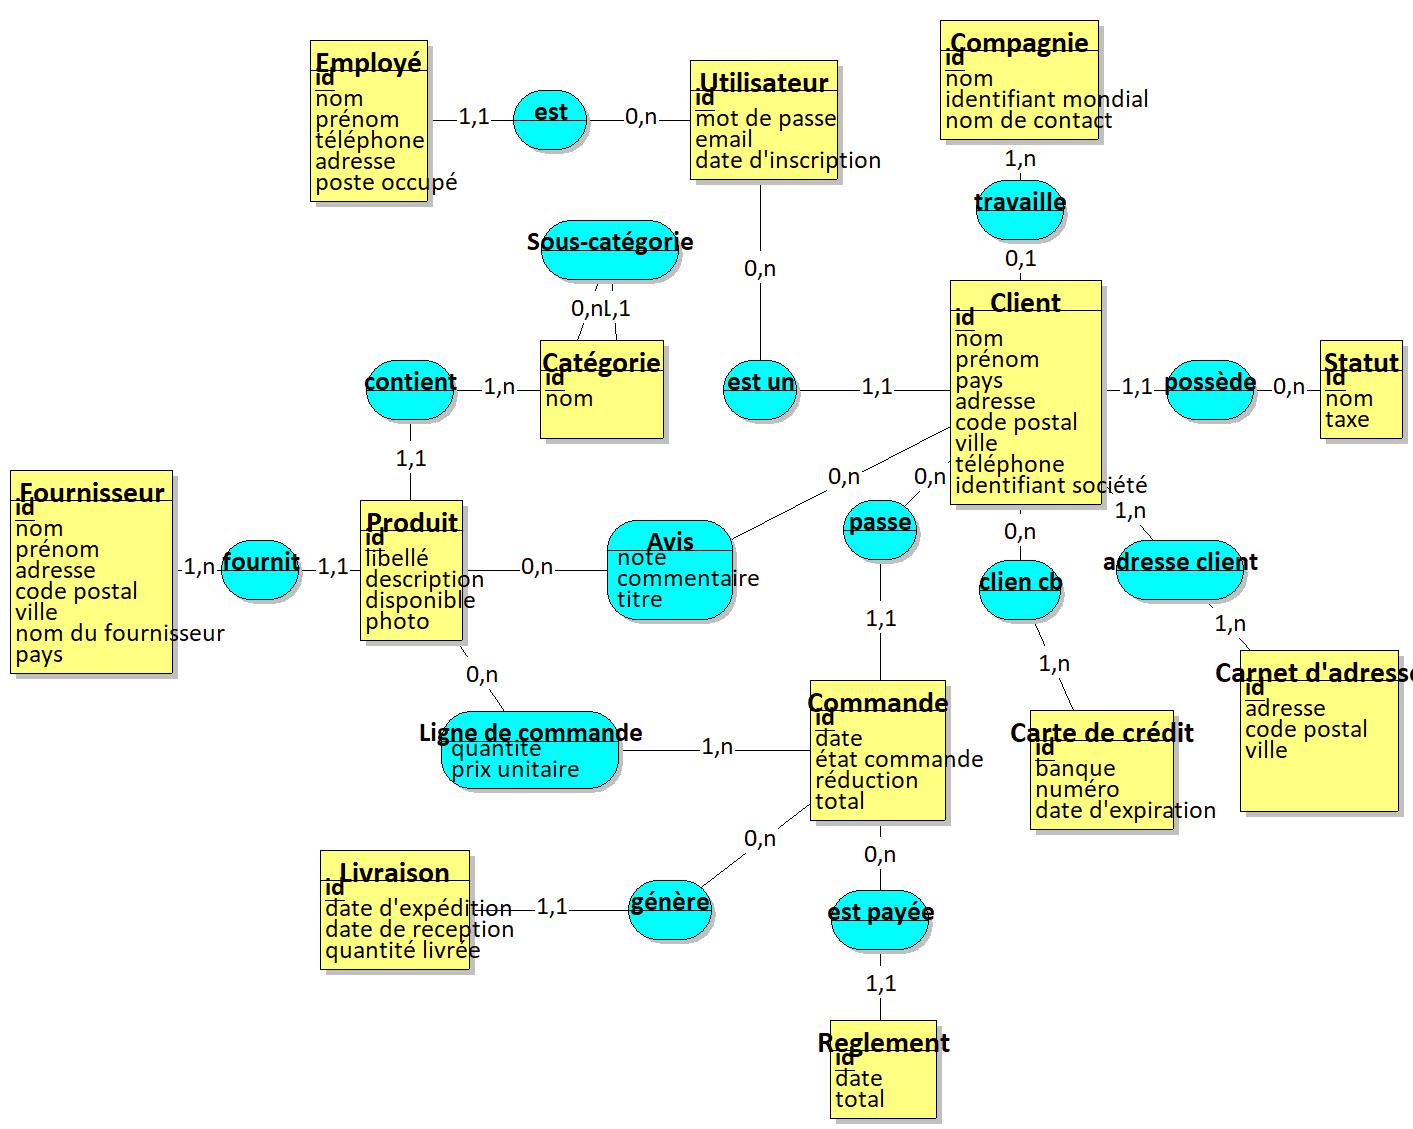 Employé
id
nom
prénom
téléphone
adresse
poste occupé
1,1
est
0,n
Utilisateur
id
mot de passe
email
date d'inscription
Compagnie
id
nom
identifiant mondial
nom de contact
1,n
travaille
0,1
Sous-catégorie
0,n
1,1
Catégorie
id
nom
contient
1,n
1,1
0,n
est un
1,1
Client
id
nom
prénom
pays
adresse
code postal
ville
téléphone
identifiant société
1,1
possède
0,n
Statut
id
nom
taxe
Fournisseur
id
nom
prénom
adresse
code postal
ville
nom du fournisseur
pays
1,n
fournit
1,1
Produit
id
libellé
description
disponible
photo
0,n
Avis
note
commentaire
titre
0,n
0,n
passe
1,1
0,n
clien cb
1,n
1,n
adresse client
1,n
Carnet d'adresse
id
adresse
code postal
ville
Carte de crédit
id
banque
numéro
date d'expiration
0,n
Ligne de commande
quantité
prix unitaire
1,n
Commande
id
date
état commande
réduction
total
0,n
génère
1,1
Livraison
id
date d'expédition
date de reception
quantité livrée
0,n
est payée
1,1
Reglement
id
date
total